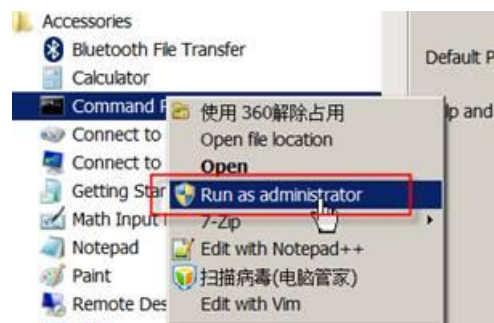 Accessories
Bluetooth File Transfer
Default P
Calculator
Command P
使用 360解除占用
lp and
Connect to
Open file location
Connect to
Open
Getting Star
Run as administrator
Math Input
7-Zip
Notepad
Edit with Notepad++
Paint
扫描病毒(电脑管家)
Remote Des
Edit with Vim